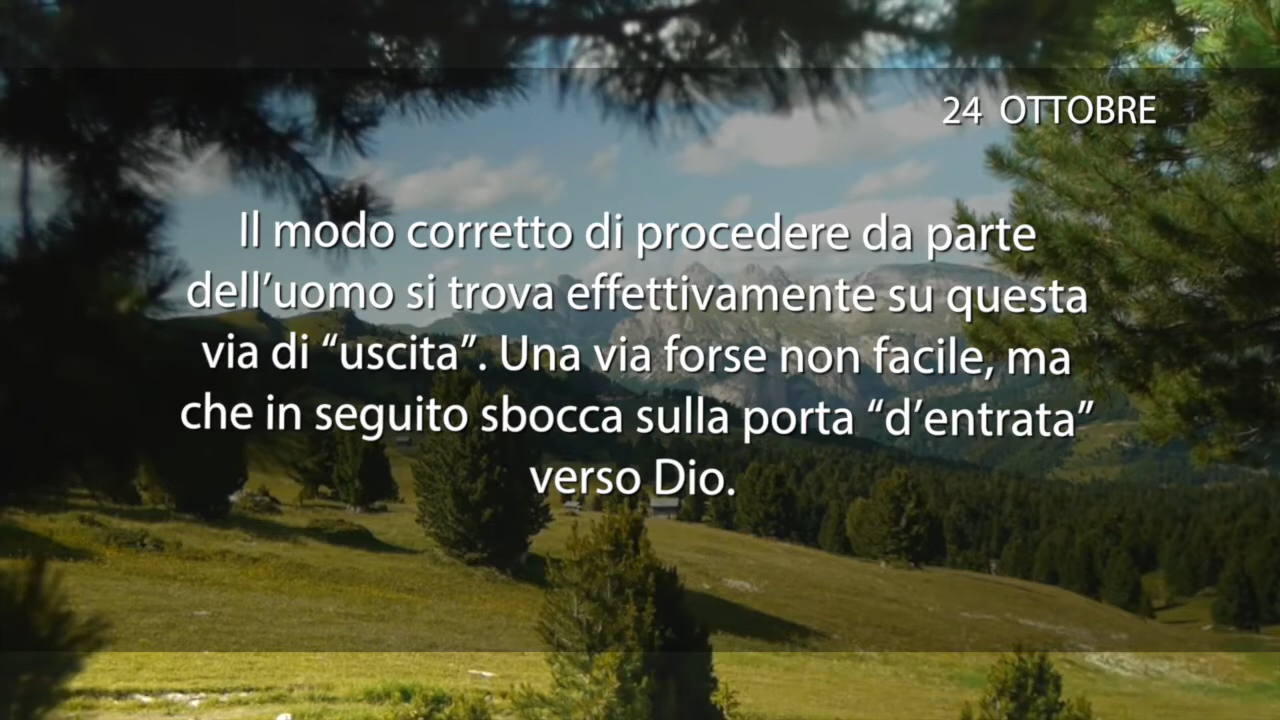 24 OTTOBRE
Il modo corretto di procedere da parte
dell’uomo si trova effettivamente su questa
via di “uscita”. Una via forse non facile, ma
che in seguito sbocca sulla porta “d’entrata”
verso Dio.